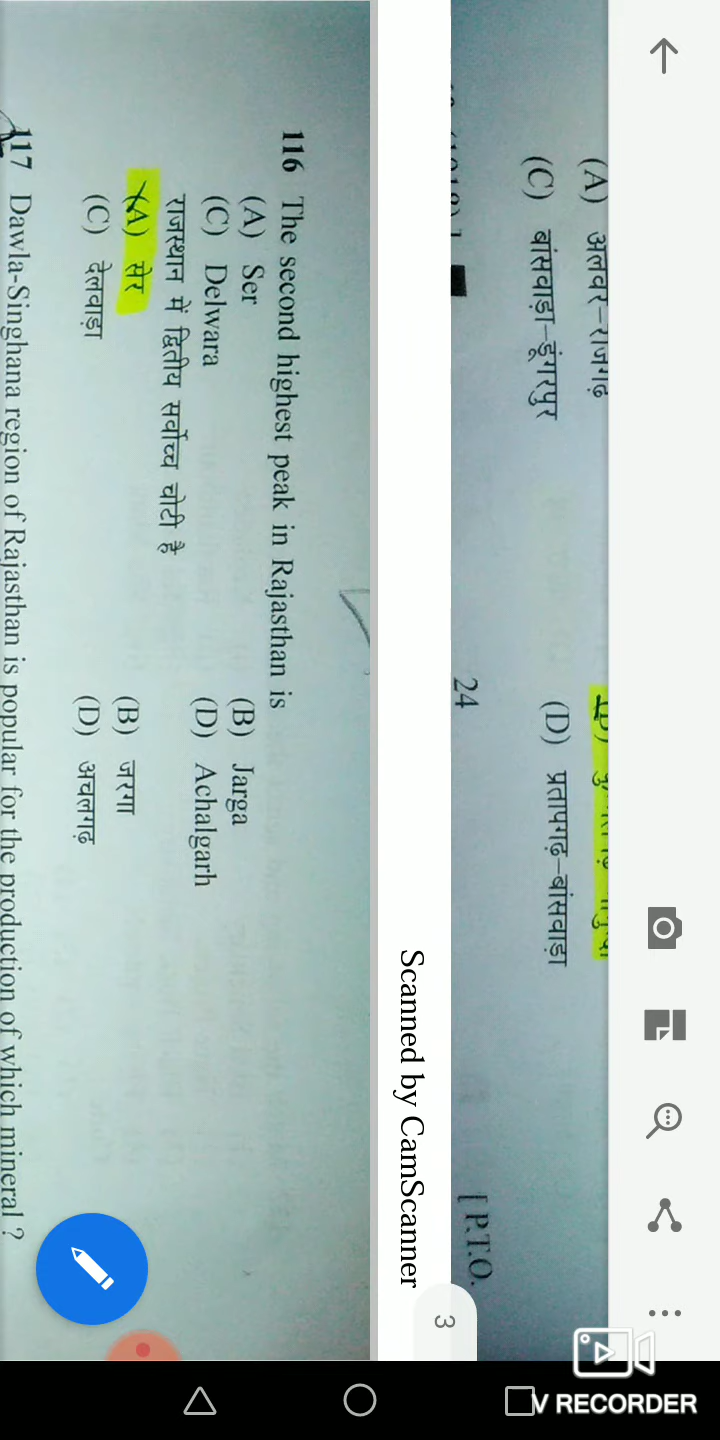 (A) अलवर–राजगढ़
(C) बांसवाड़ा–डूंगरपुर
(D) प्रतापगढ़–बांसवाड़ा
24
[ P.T.O.
Scanned by CamScanner
3
116 The second highest peak in Rajasthan is
(A) Ser
(B) Jarga
(C) Delwara
(D) Achalgarh
राजस्थान में द्वितीय सर्वोच्च चोटी है
(A) सेर
(B) जरगा
(C) देलवाड़ा
(D) अचलगढ़
117 Dawla-Singhana region of Rajasthan is popular for the production of which mineral ?
V RECORDER